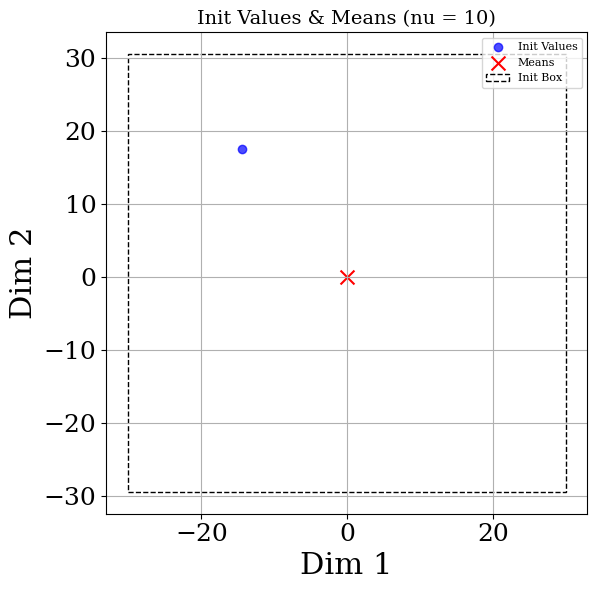 Init Values & Means (nu = 10)
Init Values
Means
Init Box
30
20
10
0
−10
−20
−30
Dim 2
−20
0
20
Dim 1